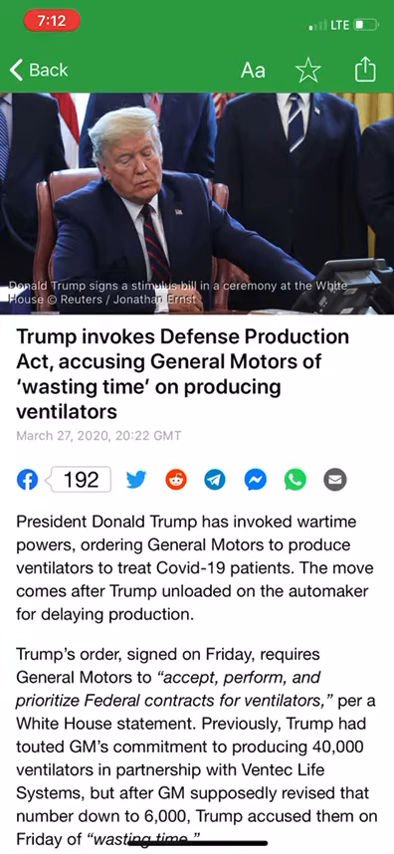 7:12
LTE
Back
Aa
Donald Trump signs a stimulus bill in a ceremony at the White
House © Reuters / Jonathan Ernst
Trump invokes Defense Production
Act, accusing General Motors of
‘wasting time’ on producing
ventilators
March 27, 2020, 20:22 GMT
192
President Donald Trump has invoked wartime
powers, ordering General Motors to produce
ventilators to treat Covid-19 patients. The move
comes after Trump unloaded on the automaker
for delaying production.
Trump’s order, signed on Friday, requires
General Motors to “accept, perform, and
prioritize Federal contracts for ventilators,” per a
White House statement. Previously, Trump had
touted GM’s commitment to producing 40,000
ventilators in partnership with Ventec Life
Systems, but after GM supposedly revised that
number down to 6,000, Trump accused them on
Friday of “wasting time.”